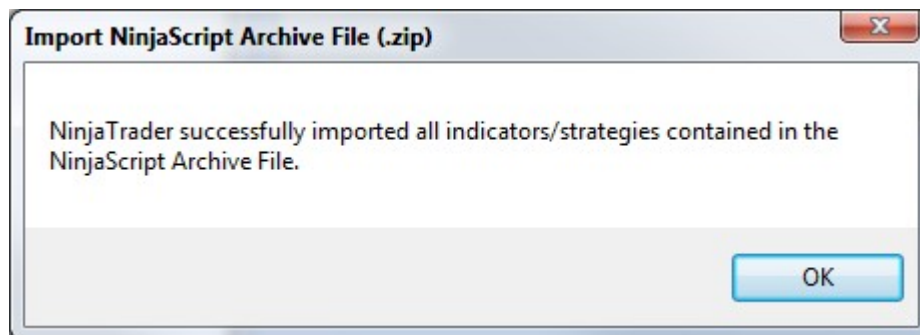 Import NinjaScript Archive File (.zip)
NinjaTrader successfully imported all indicators/strategies contained in the
NinjaScript Archive File.
OK